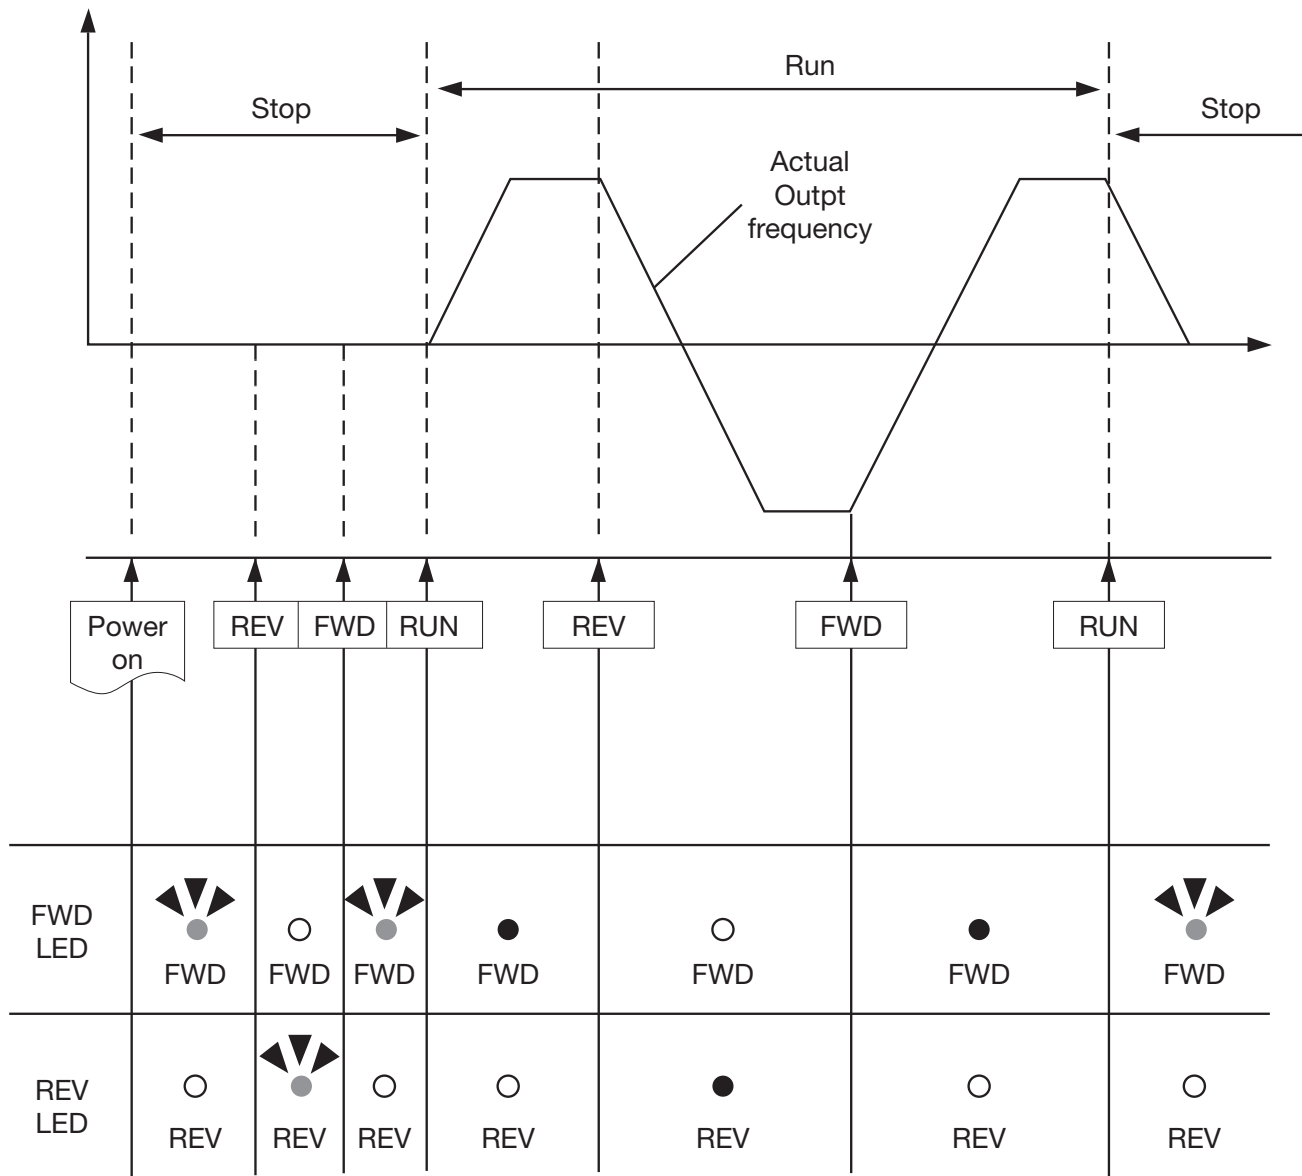 Run
Stop
Stop
Actual
Outpt
frequency
Power
on
REV
FWD
RUN
REV
FWD
RUN
FWD
LED
FWD
FWD
FWD
FWD
FWD
FWD
FWD
REV
LED
REV
REV
REV
REV
REV
REV
REV